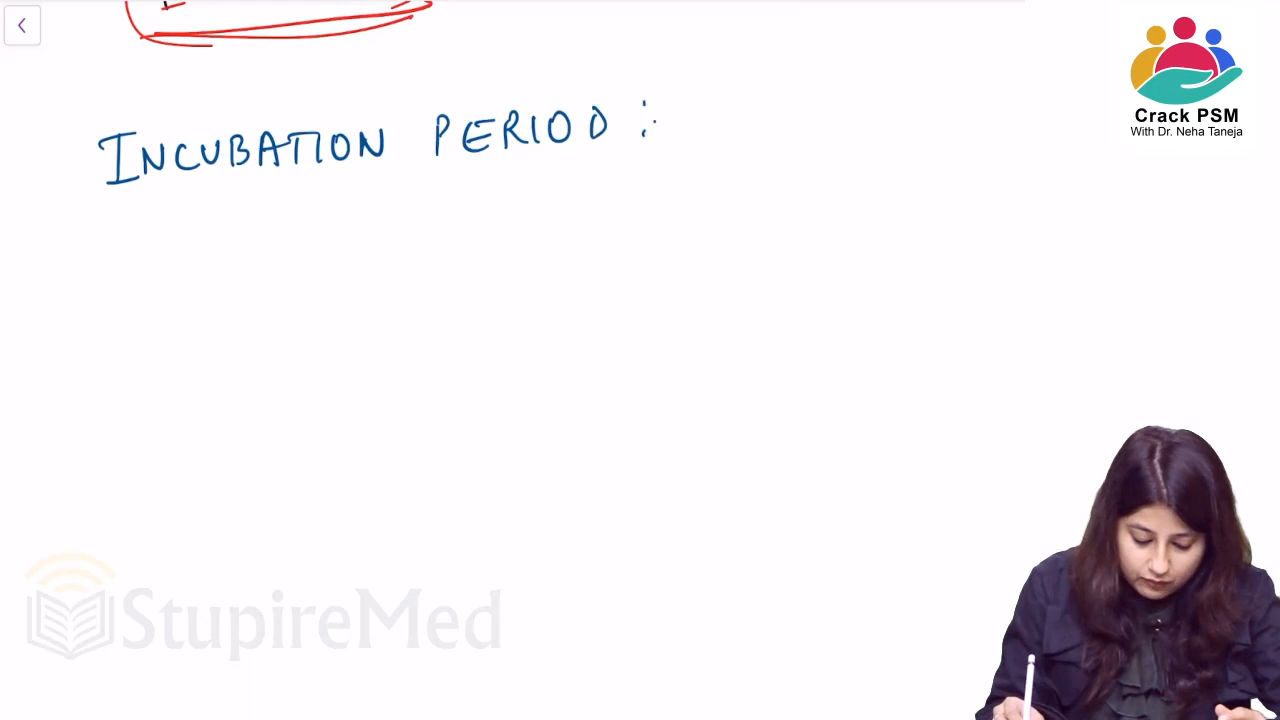 Crack PSM
With Dr. Neha Taneja
INCUBATION PERIOD :
StupireMed